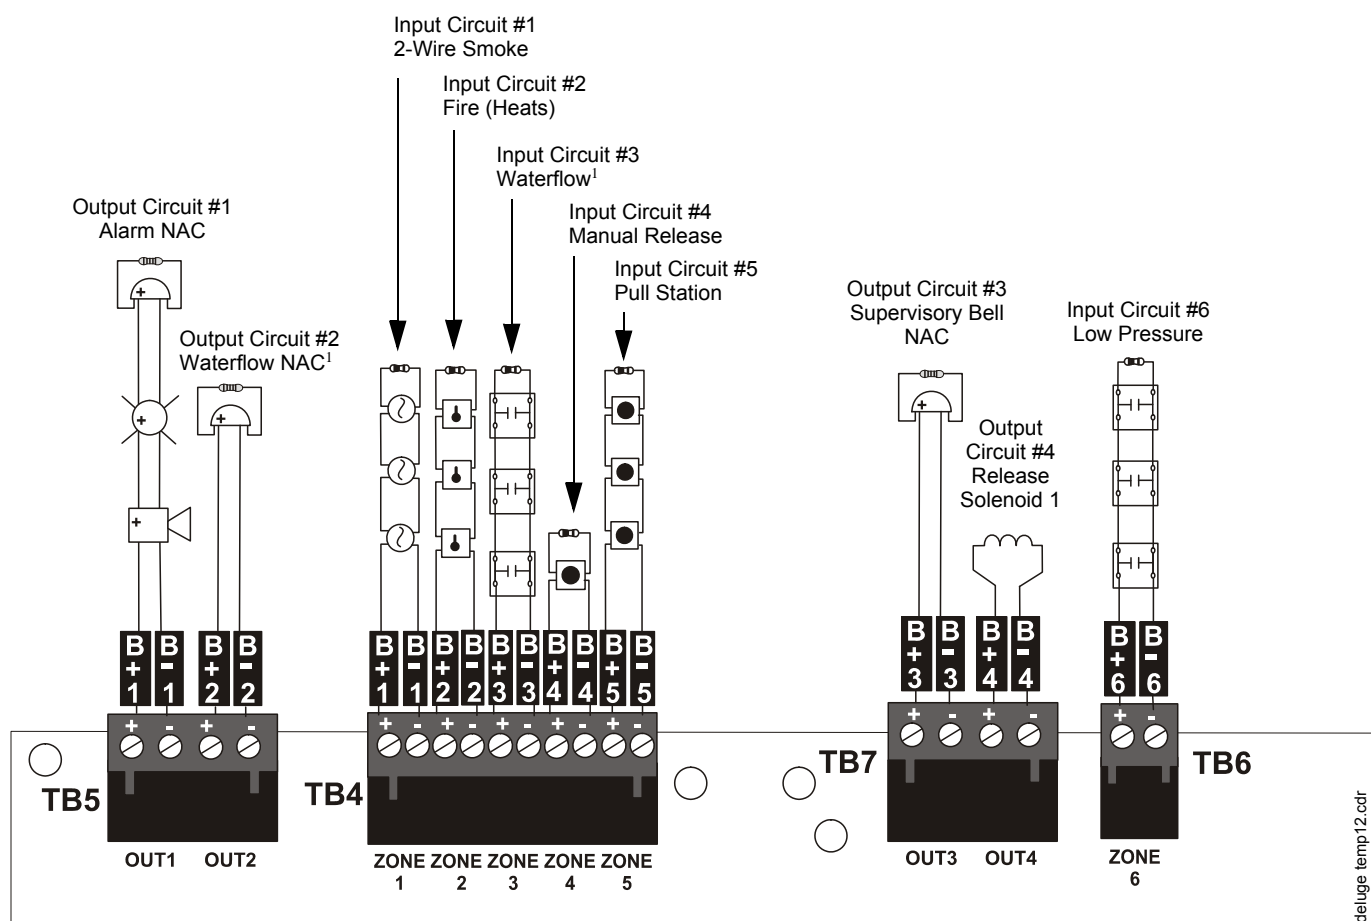 Input Circuit #1
2-Wire Smoke
Input Circuit #2
Fire (Heats)
Input Circuit #3
Waterflow¹
Input Circuit #4
Manual Release
Input Circuit #5
Pull Station
Output Circuit #1
Alarm NAC
Output Circuit #2
Waterflow NAC¹
Output Circuit #3
Supervisory Bell
NAC
Output
Circuit #4
Release
Solenoid 1
Input Circuit #6
Low Pressure
B+1 B-1 B+2 B-2
B+1 B-1 B+2 B-2 B+3 B-3 B+4 B-4 B+5 B-5
B+3 B-3 B+4 B-4
B+6 B-6
+ - + -
+ - + - + - + - + -
+ - + -
+ -
TB5
TB4
TB7
TB6
OUT1 OUT2
ZONE 1
ZONE 2
ZONE 3
ZONE 4
ZONE 5
OUT3 OUT4
ZONE
6
deluge temp12.cdr